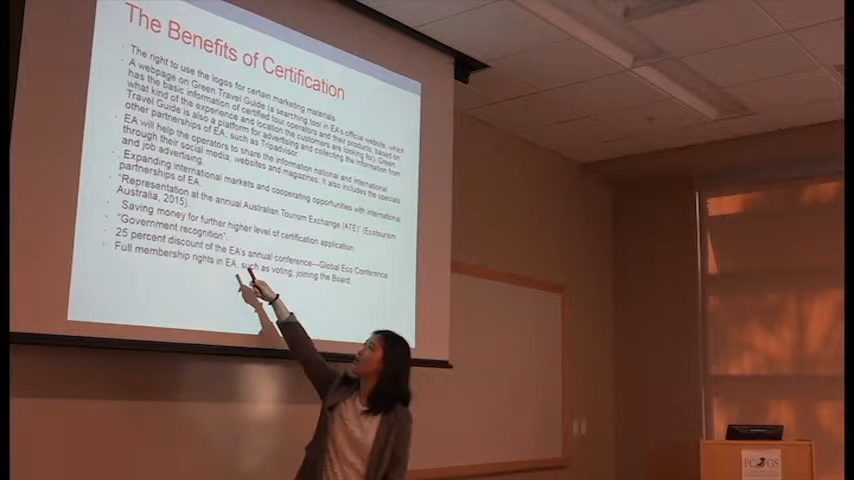 The Benefits of Certification
The right to use the logos for certain marketing materials
A webpage on Green Travel Guide (a searching tool in EA's official website, which
has the basic information of certified tour operators and their products, based on
what kind of the experience and location the customers are looking for). Green
Travel Guide is also a platform for advertising and collecting the information from
other partnerships of EA, such as Tripadvisor.
EA will help the operators to share the information national and international
through their social media, websites and magazines. It also includes the specials
and job advertising.
Expanding international markets and cooperating opportunities with international
partnerships of EA.
"Representation at the annual Australian Tourism Exchange (ATE)" (Ecotourism
Australia, 2015).
Saving money for further higher level of certification application
"Government recognition"
25 percent discount of the EA's annual conference—Global Eco Conference
Full membership rights in EA, such as voting, joining the Board.